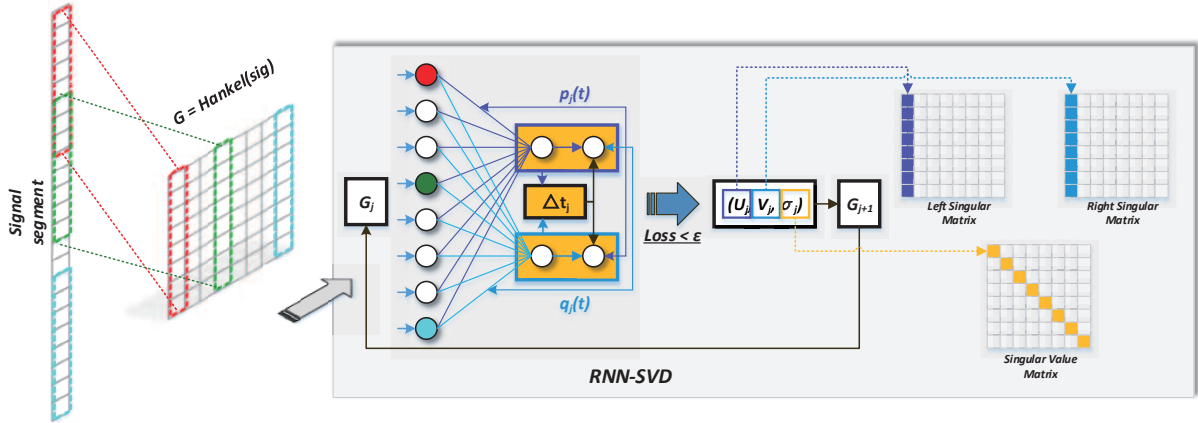 Signal
segment
G = Hankel(sig)
G_j
p_j(t)
Δt_j
q_j(t)
Loss < ε
(U_j, V_j, σ_j)
G_{j+1}
Left Singular
Matrix
Right Singular
Matrix
Singular Value
Matrix
RNN-SVD